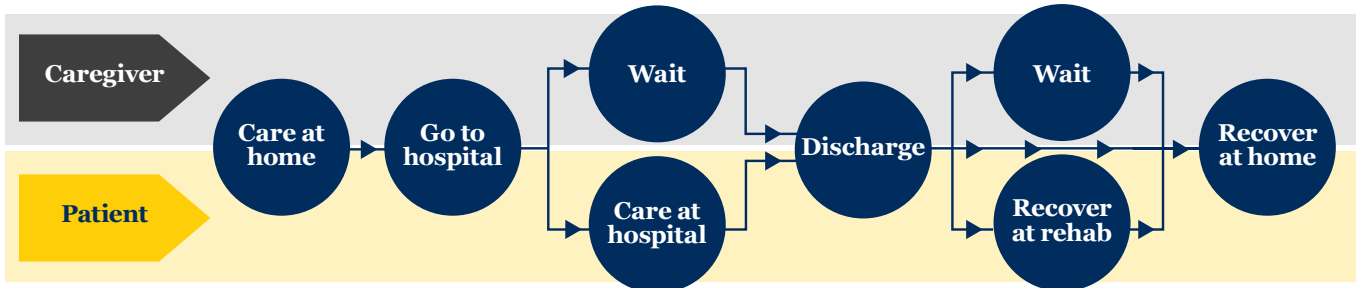 Caregiver
Patient
Care at
home
Go to
hospital
Wait
Care at
hospital
Discharge
Wait
Recover
at rehab
Recover
at home